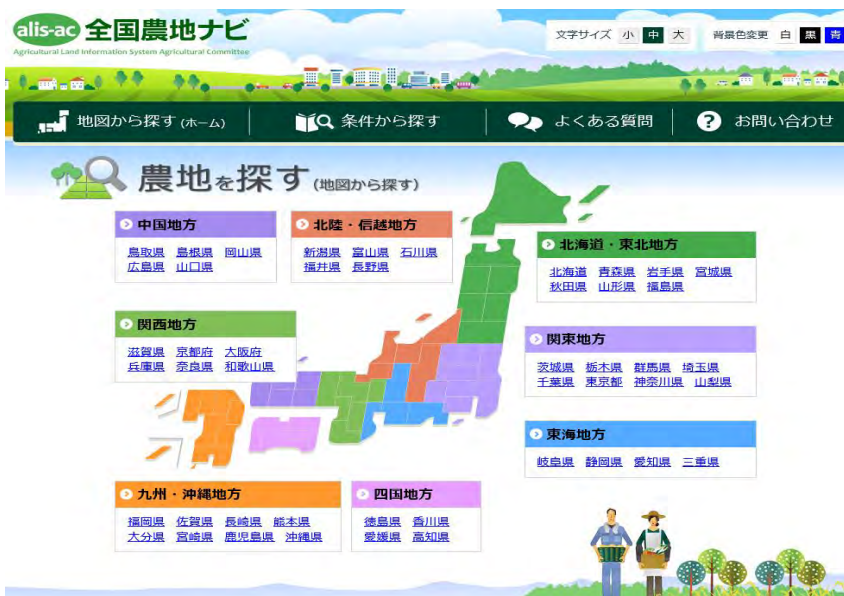 alis-ac 全国農地ナビ
Agricultural Land Information System Agricultural Committee
文字サイズ 小 中 大 背景色変更 白 黒 青
地図から探す (ホーム) 条件から探す よくある質問 お問い合わせ
農地を探す (地図から探す)
中国地方
鳥取県 島根県 岡山県
広島県 山口県
北陸・信越地方
新潟県 富山県 石川県
福井県 長野県
北海道・東北地方
北海道 青森県 岩手県 宮城県
秋田県 山形県 福島県
関西地方
滋賀県 京都府 大阪府
兵庫県 奈良県 和歌山県
関東地方
茨城県 栃木県 群馬県 埼玉県
千葉県 東京都 神奈川県 山梨県
東海地方
岐阜県 静岡県 愛知県 三重県
九州・沖縄地方
福岡県 佐賀県 長崎県 熊本県
大分県 宮崎県 鹿児島県 沖縄県
四国地方
徳島県 香川県
愛媛県 高知県